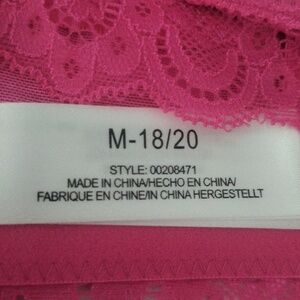 M-18/20
STYLE: 00208471
MADE IN CHINA/HECHO EN CHINA/
FABRIQUE EN CHINE/IN CHINA HERGESTELLT